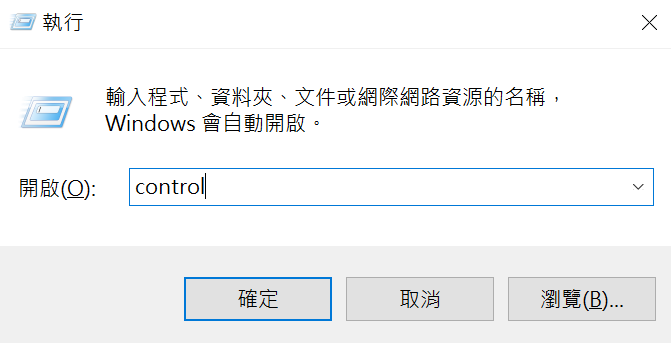 執行
輸入程式、資料夾、文件或網際網路資源的名稱，
Windows 會自動開啟。
開啟(O):
control
確定
取消
瀏覽(B)...